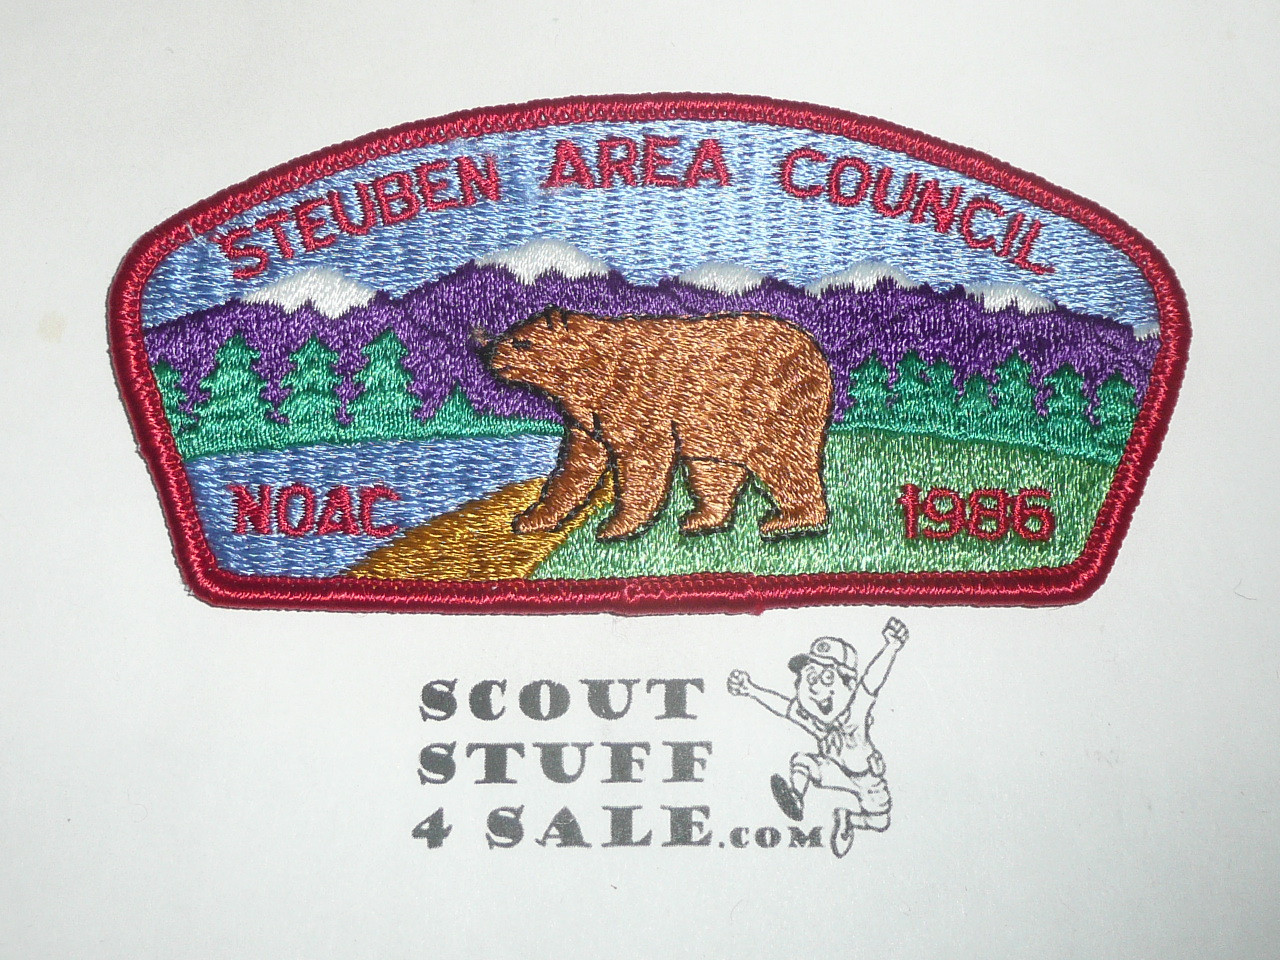 STEUBEN AREA COUNCIL
NOAC 1986
SCOUT
STUFF
4 SALE.COM